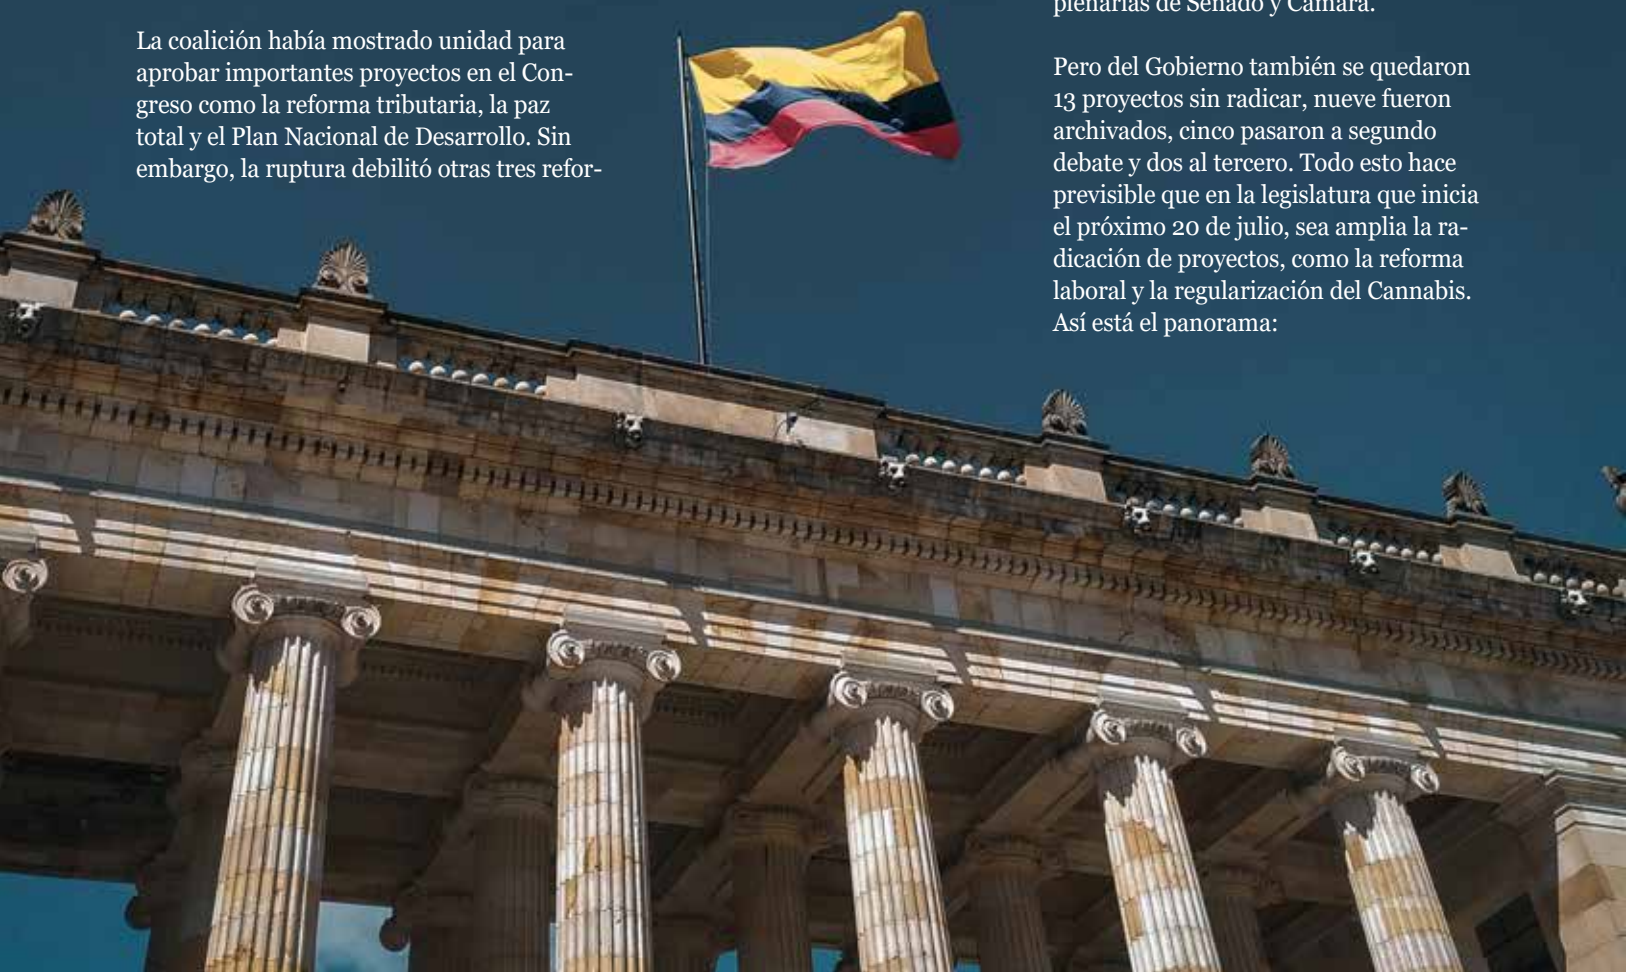 La coalición había mostrado unidad para
aprobar importantes proyectos en el Con-
greso como la reforma tributaria, la paz
total y el Plan Nacional de Desarrollo. Sin
embargo, la ruptura debilitó otras tres refor-
plenarias de Senado y Cámara.
Pero del Gobierno también se quedaron
13 proyectos sin radicar, nueve fueron
archivados, cinco pasaron a segundo
debate y dos al tercero. Todo esto hace
previsible que en la legislatura que inicia
el próximo 20 de julio, sea amplia la ra-
dicación de proyectos, como la reforma
laboral y la regularización del Cannabis.
Así está el panorama: